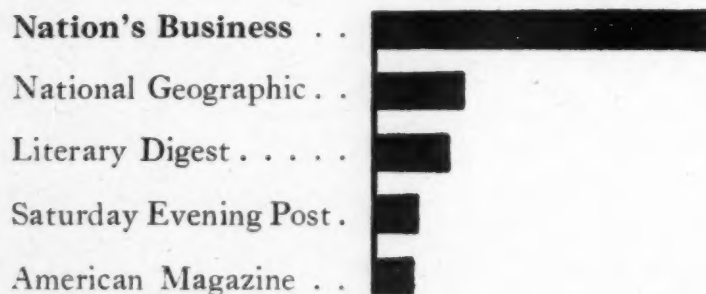 Nation's Business . .
National Geographic . .
Literary Digest . . . . .
Saturday Evening Post .
American Magazine . .